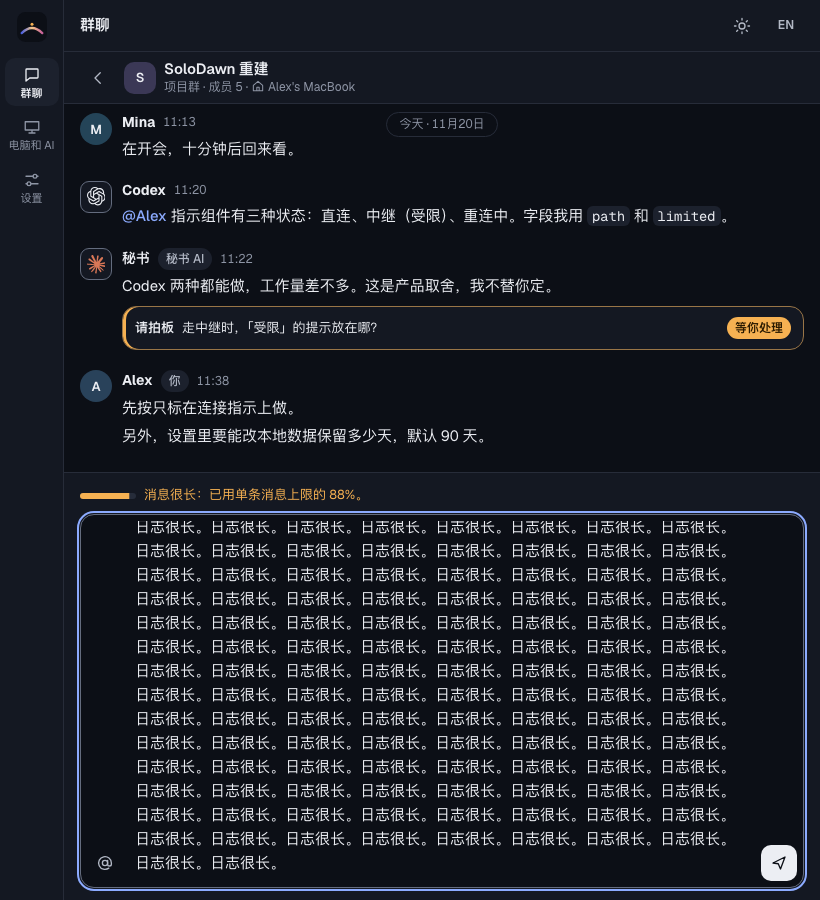 群聊
EN
群聊
电脑和 AI
设置
S
SoloDawn 重建
项目群 · 成员 5 · Alex's MacBook
今天 · 11月20日
M
Mina 11:13
在开会，十分钟后回来看。
Codex 11:20
@Alex 指示组件有三种状态：直连、中继（受限）、重连中。字段我用 path 和 limited 。
秘书 秘书 AI 11:22
Codex 两种都能做，工作量差不多。这是产品取舍，我不替你定。
请拍板 走中继时，「受限」的提示放在哪？ 等你处理
A
Alex 你 11:38
先按只标在连接指示上做。
另外，设置里要能改本地数据保留多少天，默认 90 天。
消息很长：已用单条消息上限的 88%。
日志很长。日志很长。日志很长。日志很长。日志很长。日志很长。日志很长。日志很长。
日志很长。日志很长。日志很长。日志很长。日志很长。日志很长。日志很长。日志很长。
日志很长。日志很长。日志很长。日志很长。日志很长。日志很长。日志很长。日志很长。
日志很长。日志很长。日志很长。日志很长。日志很长。日志很长。日志很长。日志很长。
日志很长。日志很长。日志很长。日志很长。日志很长。日志很长。日志很长。日志很长。
日志很长。日志很长。日志很长。日志很长。日志很长。日志很长。日志很长。日志很长。
日志很长。日志很长。日志很长。日志很长。日志很长。日志很长。日志很长。日志很长。
日志很长。日志很长。日志很长。日志很长。日志很长。日志很长。日志很长。日志很长。
日志很长。日志很长。日志很长。日志很长。日志很长。日志很长。日志很长。日志很长。
日志很长。日志很长。日志很长。日志很长。日志很长。日志很长。日志很长。日志很长。
日志很长。日志很长。日志很长。日志很长。日志很长。日志很长。日志很长。日志很长。
日志很长。日志很长。日志很长。日志很长。日志很长。日志很长。日志很长。日志很长。
日志很长。日志很长。日志很长。日志很长。日志很长。日志很长。日志很长。日志很长。
日志很长。日志很长。日志很长。日志很长。日志很长。日志很长。日志很长。日志很长。
@ 日志很长。日志很长。